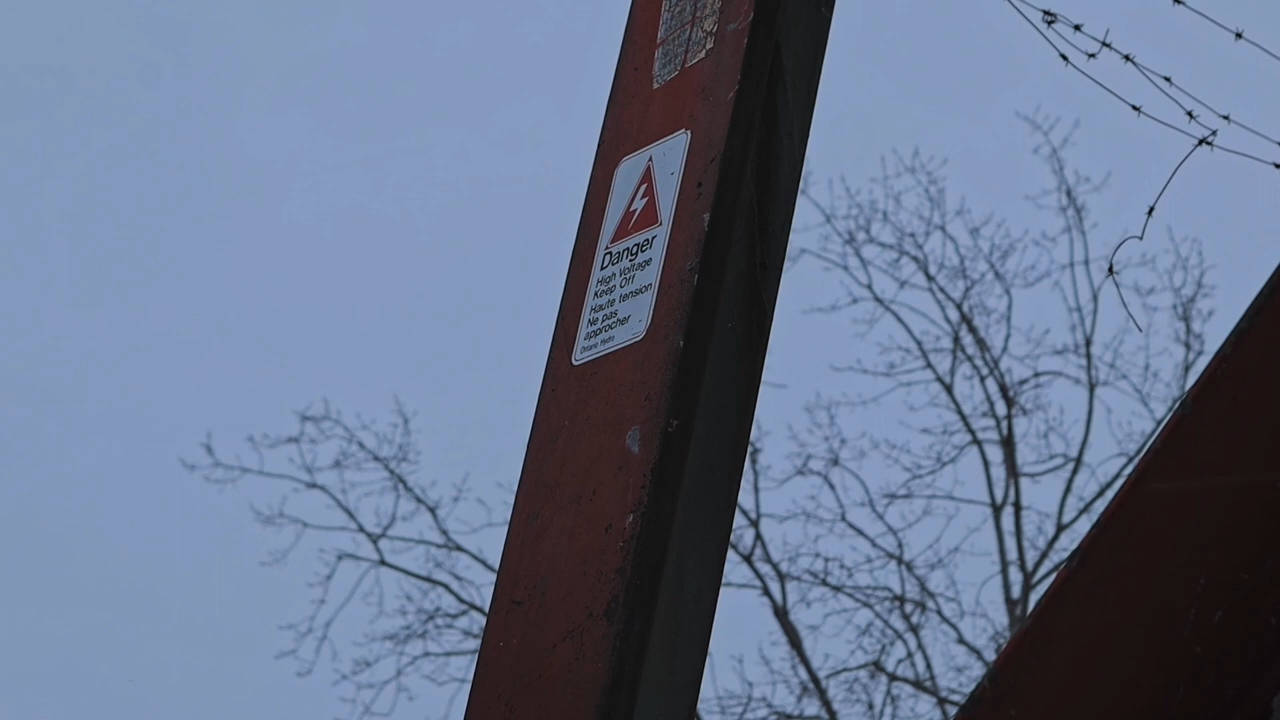 Danger
High Voltage
Keep Off
Haute tension
Ne pas
approcher
Ontario Hydro